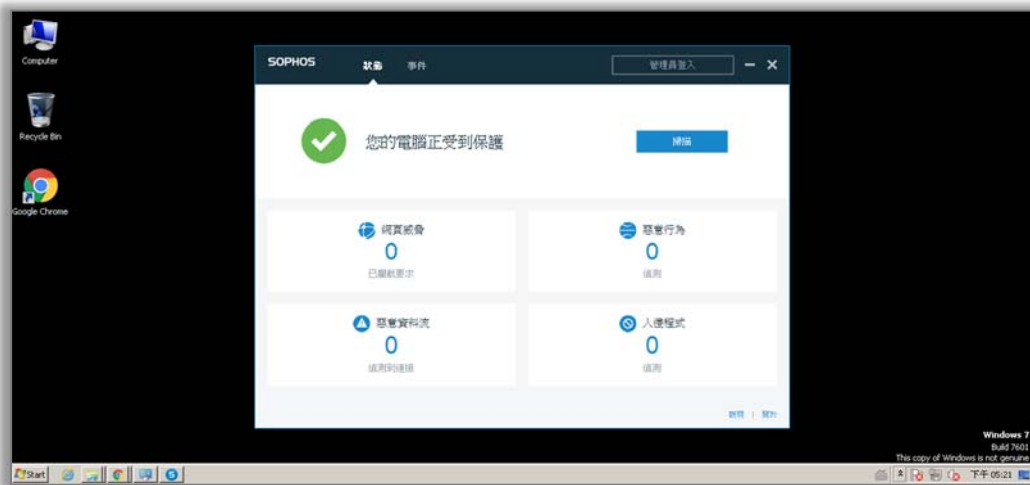 Computer
Recycle Bin
Google Chrome
SOPHOS 狀態 事件 管理員登入
您的電腦正受到保護
掃描
網頁威脅
0
已攔截要求
惡意行為
0
偵測
惡意資料流
0
偵測到連接
入侵程式
0
偵測
說明 | 關於
Windows 7
Build 7601
This copy of Windows is not genuine
Start
下午 05:21